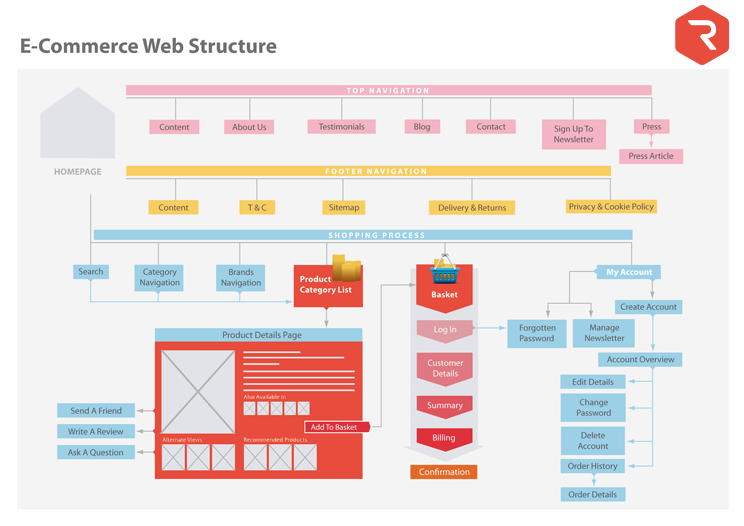 E-Commerce Web Structure
TOP NAVIGATION
Content
About Us
Testimonials
Blog
Contact
Sign Up To
Newsletter
Press
Press Article
HOMEPAGE
FOOTER NAVIGATION
Content
T & C
Sitemap
Delivery & Returns
Privacy & Cookie Policy
SHOPPING PROCESS
Search
Category
Navigation
Brands
Navigation
Product
Category List
Basket
My Account
Create Account
Log In
Forgotten
Password
Manage
Newsletter
Product Details Page
Account Overview
Customer
Details
Edit Details
Also Available In
Change
Password
Send A Friend
Summary
Add To Basket
Write A Review
Alternate Views
Recommended Products
Billing
Delete
Account
Ask A Question
Confirmation
Order History
Order Details